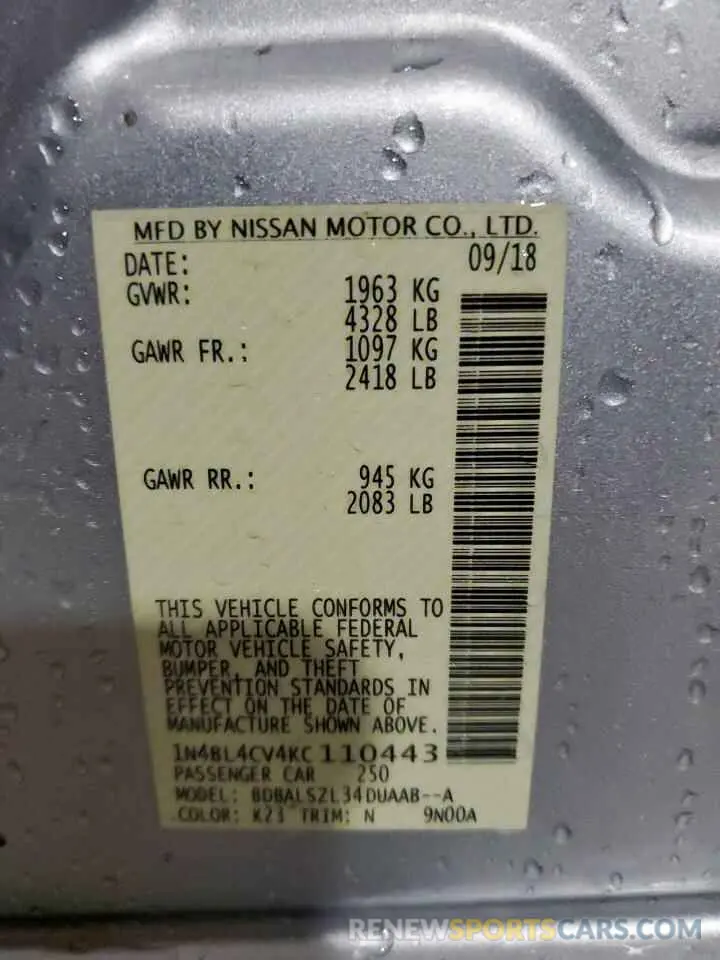 MFD BY NISSAN MOTOR CO., LTD.
DATE: 09/18
GVWR: 1963 KG
4328 LB
GAWR FR.: 1097 KG
2418 LB
GAWR RR.: 945 KG
2083 LB
THIS VEHICLE CONFORMS TO
ALL APPLICABLE FEDERAL
MOTOR VEHICLE SAFETY,
BUMPER, AND THEFT
PREVENTION STANDARDS IN
EFFECT ON THE DATE OF
MANUFACTURE SHOWN ABOVE.
1N4BL4CV4KC110443
PASSENGER CAR 250
MODEL: BDBALSZL34DUAAB--A
COLOR: K23 TRIM: N 9N00A
RENEWSPORTSCARS.COM